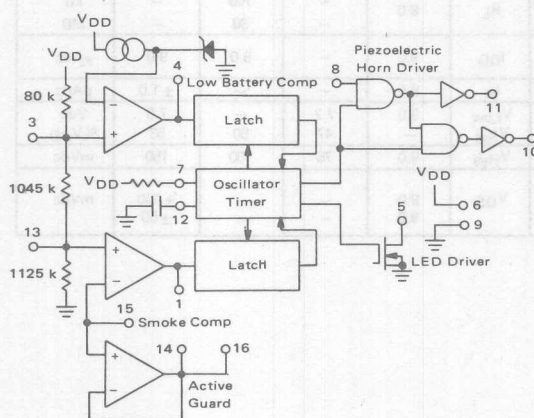 VDD
Piezoelectric
Horn Driver
4
8
Low Battery Comp
80 k
−
+
Latch
11
3
10
1045 k
7
VDD
Oscillator
Timer
VDD
12
5
6
9
13
+
−
Latch
LED Driver
1125 k
1
15
Smoke Comp
14
16
+
−
Active
Guard